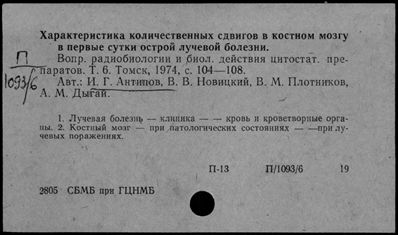 Характеристика количественных сдвигов в костном мозгу
в первые сутки острой лучевой болезни.
Вопр. радиобиологии и биол. действия цитостат. пре-
паратов. Т. 6. Томск, 1974, с. 104—108.
П
1093/6
Авт.: И. Г. Антипов, В. В. Новицкий, В. М. Плотников,
А. М. Дыгай.
1. Лучевая болезнь — клиника — — кровь и кроветворные орга-
ны. 2. Костный мозг — при патологических состояниях — —при лу-
чевых поражениях.
П-13 П/1093/6 19
2805 СБМБ при ГЦНМБ